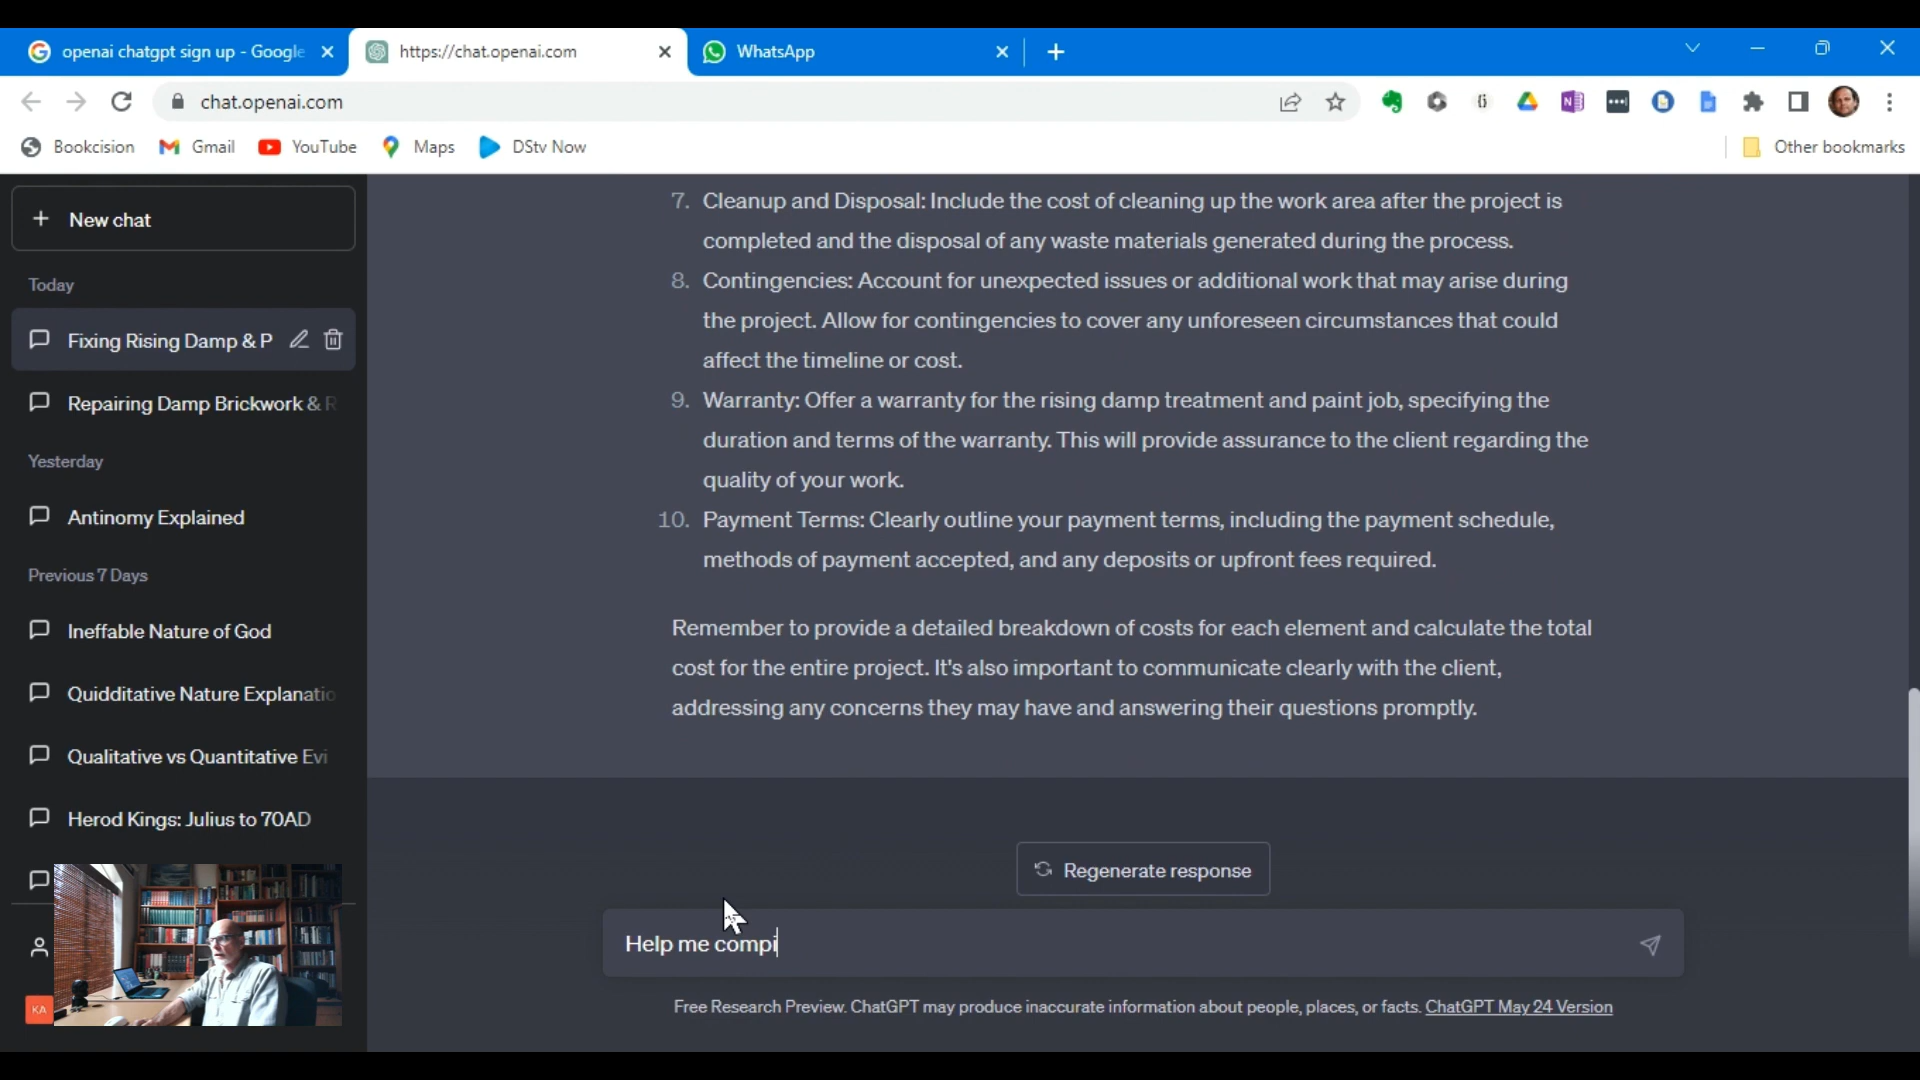 openai chatgpt sign up - Google
https://chat.openai.com
WhatsApp
chat.openai.com
Bookcision
Gmail
YouTube
Maps
DStv Now
Other bookmarks
New chat
Today
Fixing Rising Damp & P
Repairing Damp Brickwork & R
Yesterday
Antinomy Explained
Previous 7 Days
Ineffable Nature of God
Quidditative Nature Explanatio
Qualitative vs Quantitative Evi
Herod Kings: Julius to 70AD
KA
7. Cleanup and Disposal: Include the cost of cleaning up the work area after the project is
completed and the disposal of any waste materials generated during the process.
8. Contingencies: Account for unexpected issues or additional work that may arise during
the project. Allow for contingencies to cover any unforeseen circumstances that could
affect the timeline or cost.
9. Warranty: Offer a warranty for the rising damp treatment and paint job, specifying the
duration and terms of the warranty. This will provide assurance to the client regarding the
quality of your work.
10. Payment Terms: Clearly outline your payment terms, including the payment schedule,
methods of payment accepted, and any deposits or upfront fees required.
Remember to provide a detailed breakdown of costs for each element and calculate the total
cost for the entire project. It's also important to communicate clearly with the client,
addressing any concerns they may have and answering their questions promptly.
Regenerate response
Help me compi
Free Research Preview. ChatGPT may produce inaccurate information about people, places, or facts. ChatGPT May 24 Version